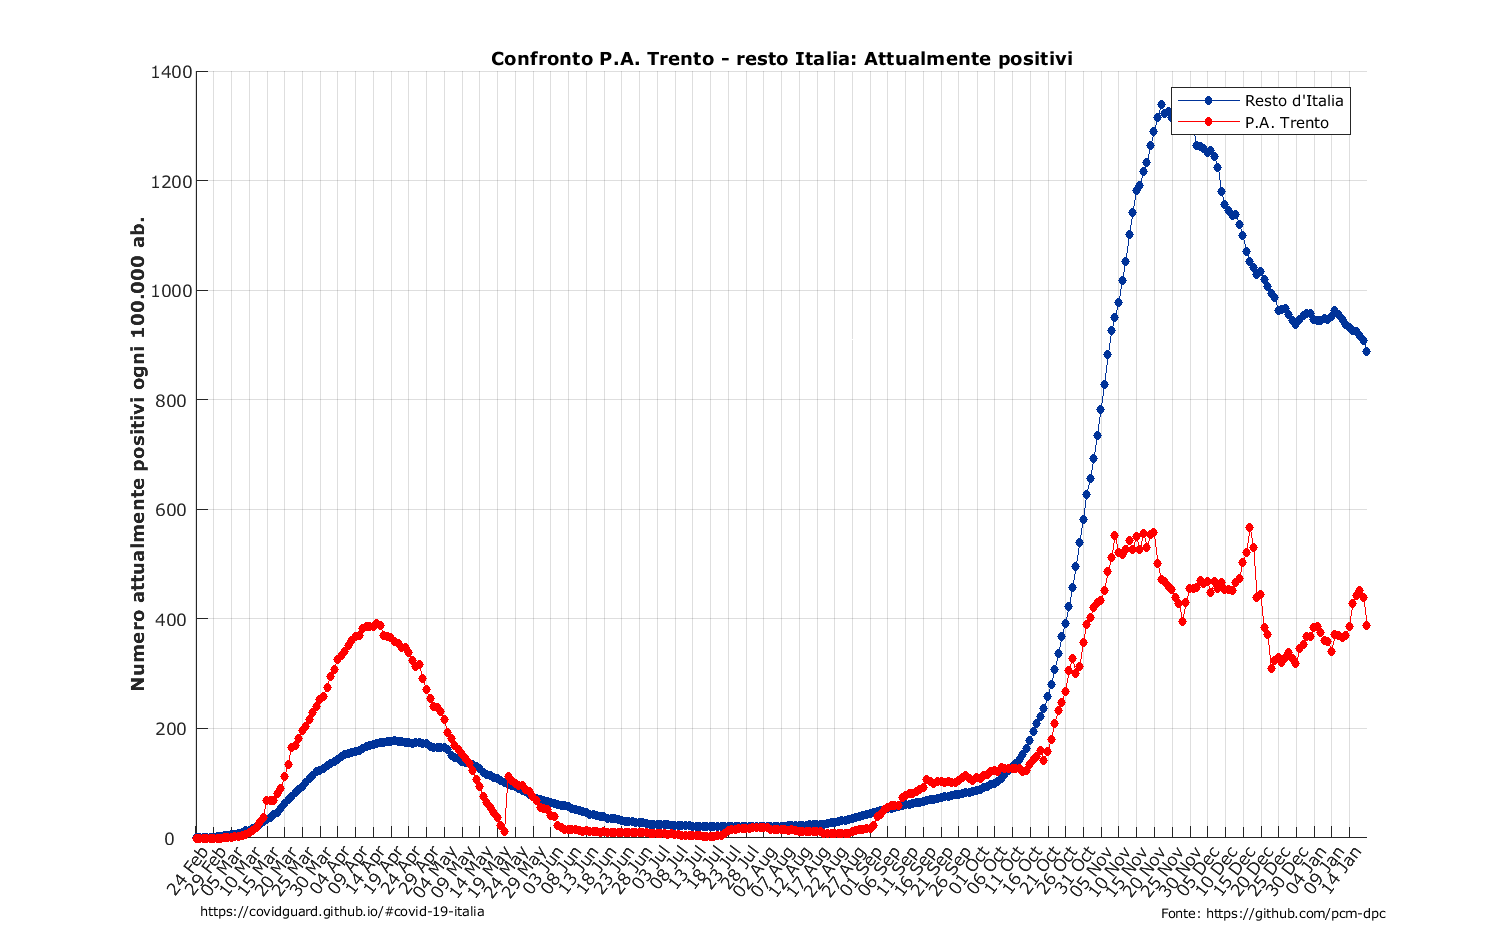 Confronto P.A. Trento - resto Italia: Attualmente positivi
Numero attualmente positivi ogni 100.000 ab.
1400
1200
1000
800
600
400
200
0
Resto d'Italia
P.A. Trento
24 Feb
29 Feb
05 Mar
10 Mar
15 Mar
20 Mar
25 Mar
30 Mar
04 Apr
09 Apr
14 Apr
19 Apr
24 Apr
29 Apr
04 May
09 May
14 May
19 May
24 May
29 May
03 Jun
08 Jun
13 Jun
18 Jun
23 Jun
28 Jun
03 Jul
08 Jul
13 Jul
18 Jul
23 Jul
28 Jul
02 Aug
07 Aug
12 Aug
17 Aug
22 Aug
27 Aug
01 Sep
06 Sep
11 Sep
16 Sep
21 Sep
26 Sep
01 Oct
06 Oct
11 Oct
16 Oct
21 Oct
26 Oct
31 Oct
05 Nov
10 Nov
15 Nov
20 Nov
25 Nov
30 Nov
05 Dec
10 Dec
15 Dec
20 Dec
25 Dec
30 Dec
04 Jan
09 Jan
14 Jan
https://covidguard.github.io/#covid-19-italia
Fonte: https://github.com/pcm-dpc